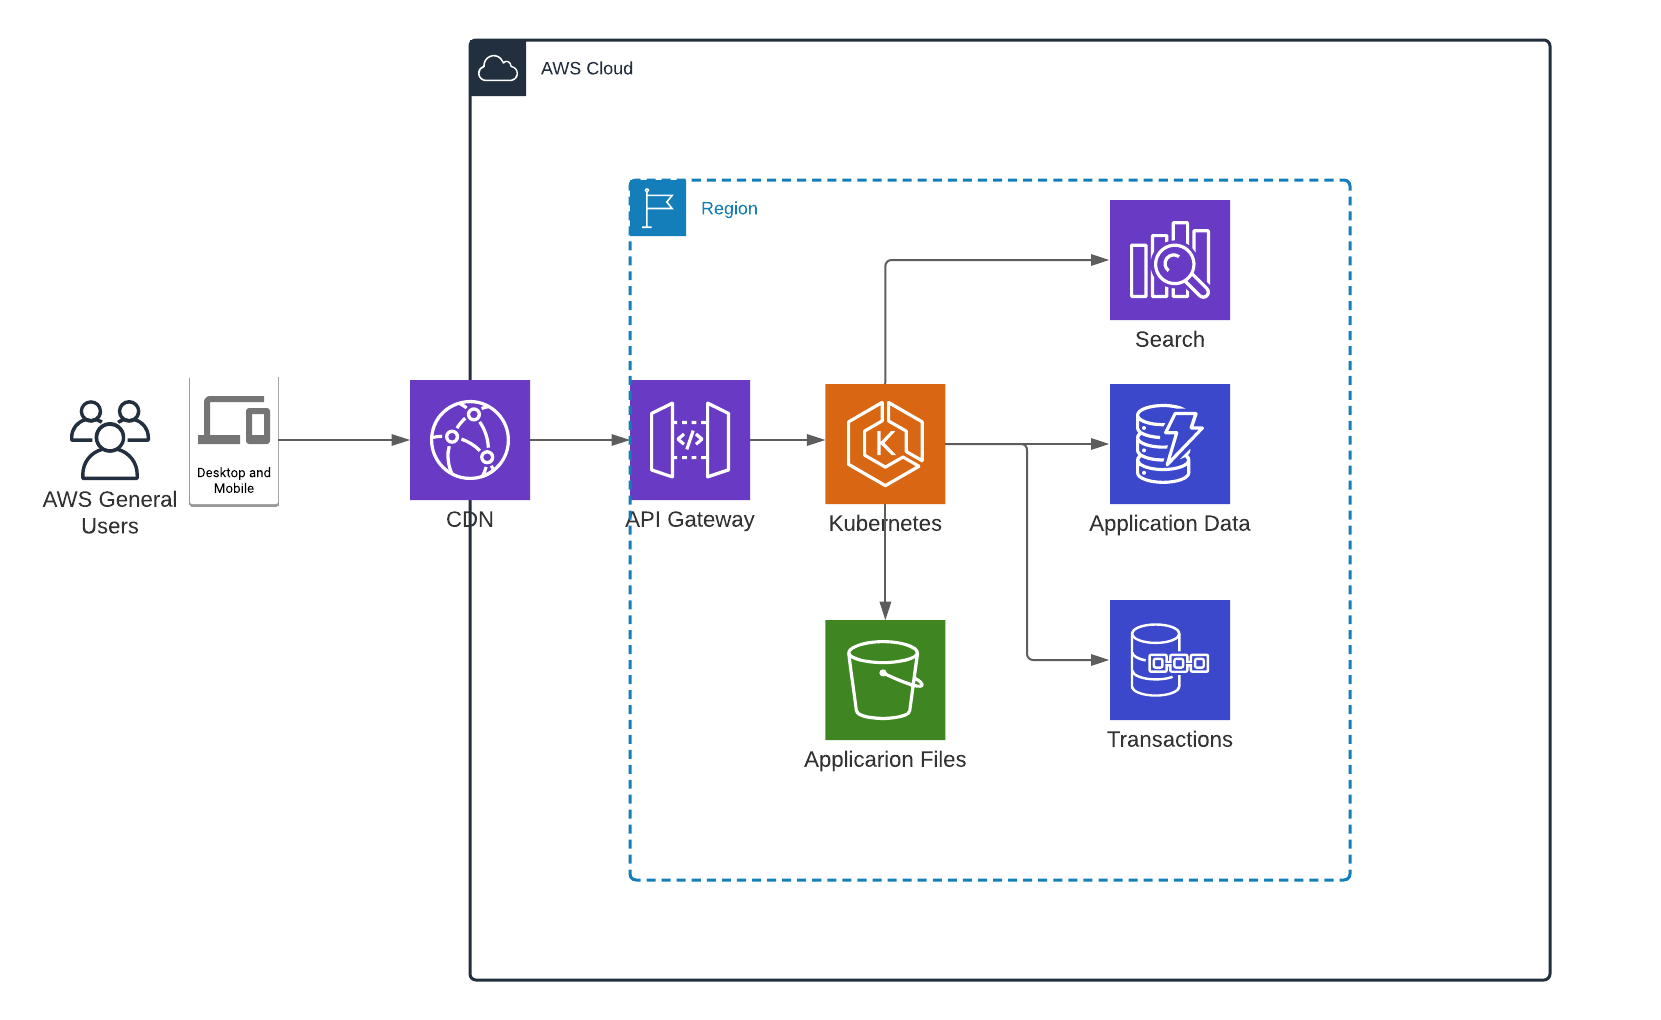 AWS Cloud
Region
Search
Desktop and
Mobile
AWS General
Users
CDN
API Gateway
</>
K
Kubernetes
Application Data
Applicarion Files
Transactions